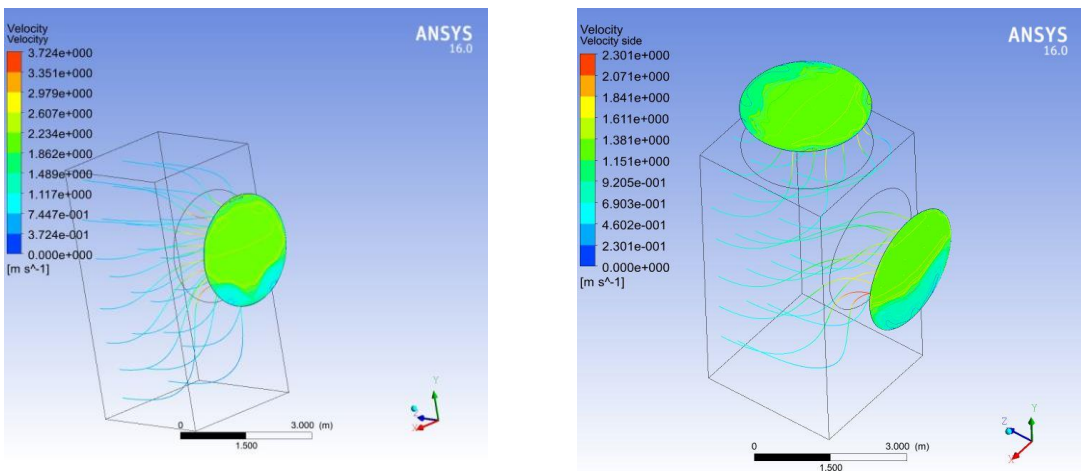 Velocity
Velocityy
3.724e+000
3.351e+000
2.979e+000
2.607e+000
2.234e+000
1.862e+000
1.489e+000
1.117e+000
7.447e-001
3.724e-001
0.000e+000
[m s^-1]
ANSYS
16.0
Y
X
0
3.000 (m)
1.500
Velocity
Velocity side
2.301e+000
2.071e+000
1.841e+000
1.611e+000
1.381e+000
1.151e+000
9.205e-001
6.903e-001
4.602e-001
2.301e-001
0.000e+000
[m s^-1]
ANSYS
16.0
Z
Y
X
0
3.000 (m)
1.500